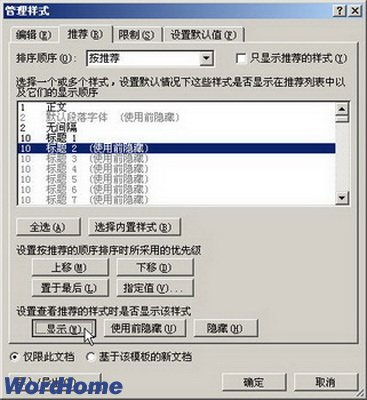 管理样式
编辑(E) 推荐(R) 限制(S) 设置默认值(F)
排序顺序(O): 按推荐 只显示推荐的样式(Y)
选择一个或多个样式，设置默认情况下这些样式是否显示在推荐列表中以
及它们的显示顺序
1 正文
2 默认段落字体 (使用前隐藏)
2 无间隔
10 标题 1
10 标题 2 (使用前隐藏)
10 标题 3 (使用前隐藏)
10 标题 4 (使用前隐藏)
10 标题 5 (使用前隐藏)
10 标题 6 (使用前隐藏)
10 标题 7 (使用前隐藏)
全选(A) 选择内置样式(B)
设置按推荐的顺序排序时所采用的优先级
上移(M) 下移(D)
置于最后(L) 指定值(V)...
设置查看推荐的样式时是否显示该样式
显示(W) 使用前隐藏(U) 隐藏(H)
仅限此文档 基于该模板的新文档
确定 取消
WordHome